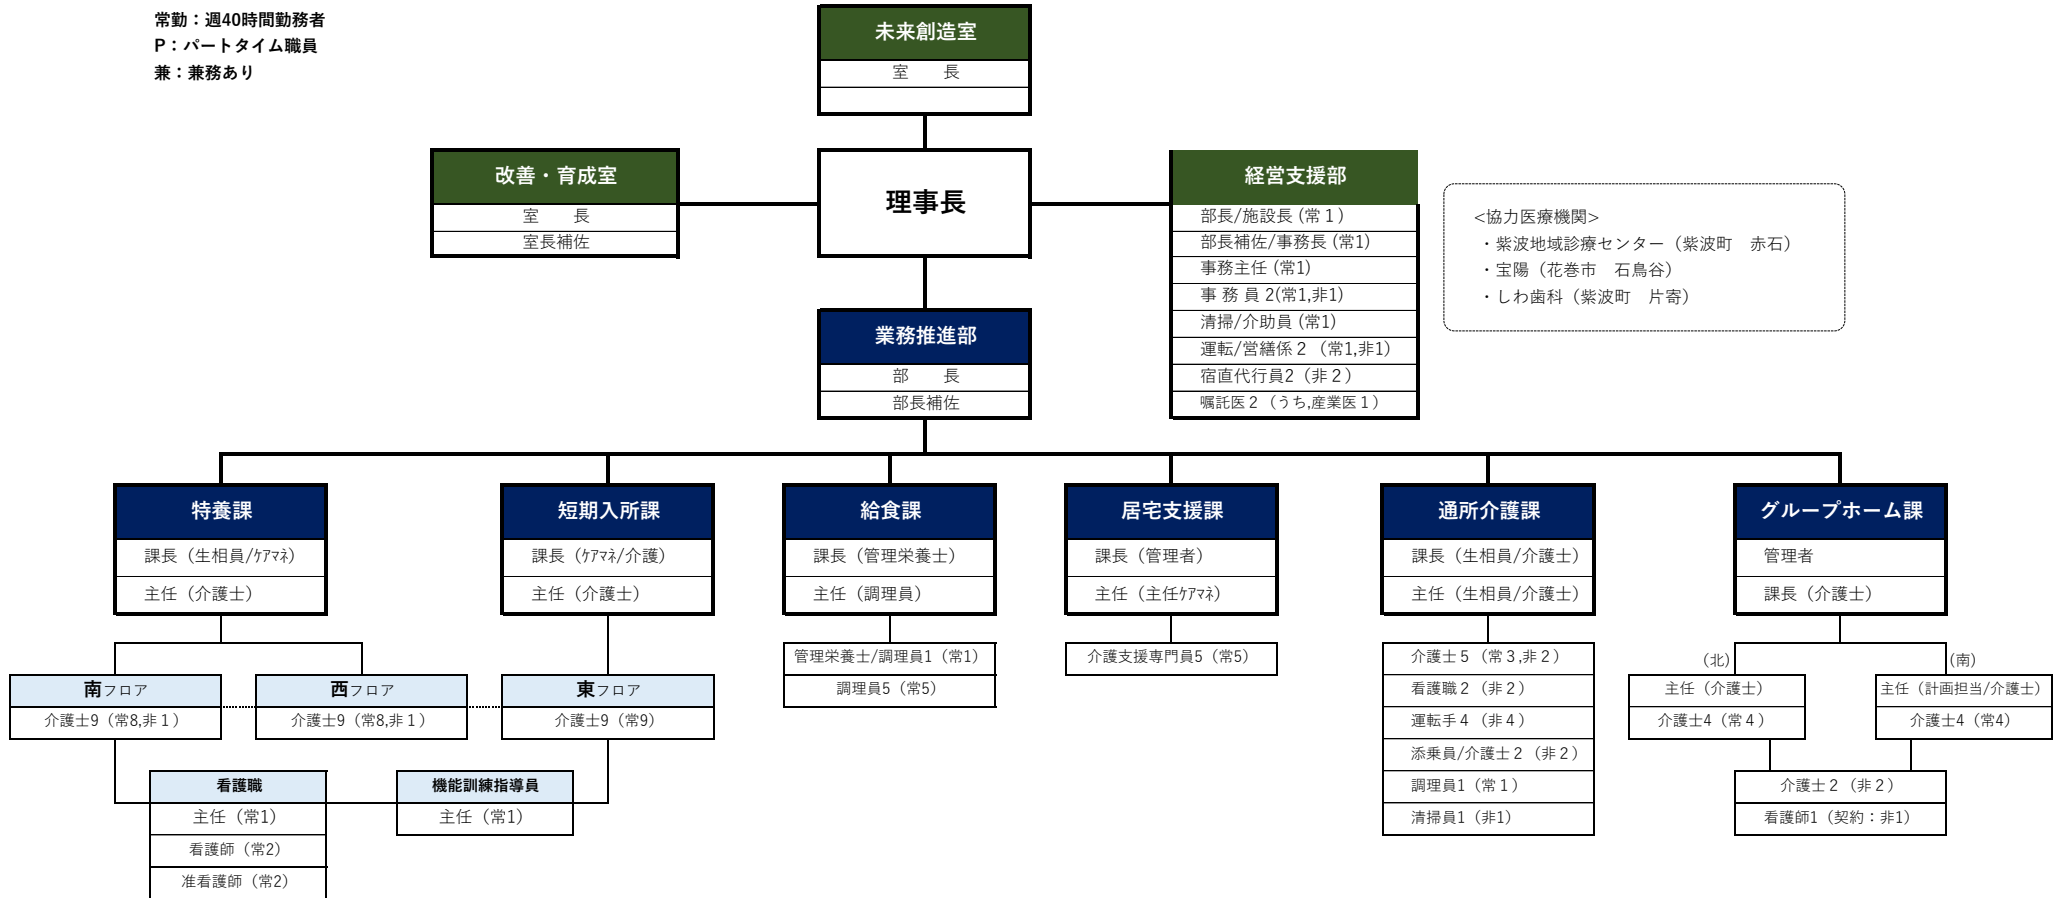 常勤：週40時間勤務者
P：パートタイム職員
兼：兼務あり
未来創造室
室　　長
改善・育成室
室　　長
室長補佐
理事長
経営支援部
部長/施設長 (常１)
部長補佐/事務長 (常1)
事務主任 (常1)
事 務 員 2(常1,非1)
清掃/介助員 (常1)
運転/営繕係２（常1,非1)
宿直代行員2（非２）
嘱託医２（うち,産業医１）
<協力医療機関>
・紫波地域診療センター（紫波町　赤石）
・宝陽（花巻市　石鳥谷）
・しわ歯科（紫波町　片寄）
業務推進部
部　　長
部長補佐
特養課
課長（生相員/ｹｱﾏﾈ）
主任（介護士）
短期入所課
課長（ｹｱﾏﾈ/介護）
主任（介護士）
給食課
課長（管理栄養士）
主任（調理員）
居宅支援課
課長（管理者）
主任（主任ｹｱﾏﾈ）
通所介護課
課長（生相員/介護士）
主任（生相員/介護士）
グループホーム課
管理者
課長（介護士）
南フロア
介護士9（常8,非１）
西フロア
介護士9（常8,非１）
東フロア
介護士9（常9）
看護職
主任（常1）
看護師（常2）
准看護師（常2）
機能訓練指導員
主任（常1）
管理栄養士/調理員1（常1）
調理員5（常5）
介護支援専門員5（常5）
介護士５（常３,非２）
看護職２（非２）
運転手４（非４）
添乗員/介護士２（非２）
調理員1（常１）
清掃員1（非1）
（北）
主任（介護士）
介護士4（常４）
(南）
主任（計画担当/介護士）
介護士4（常4）
介護士２（非２）
看護師1（契約：非1）